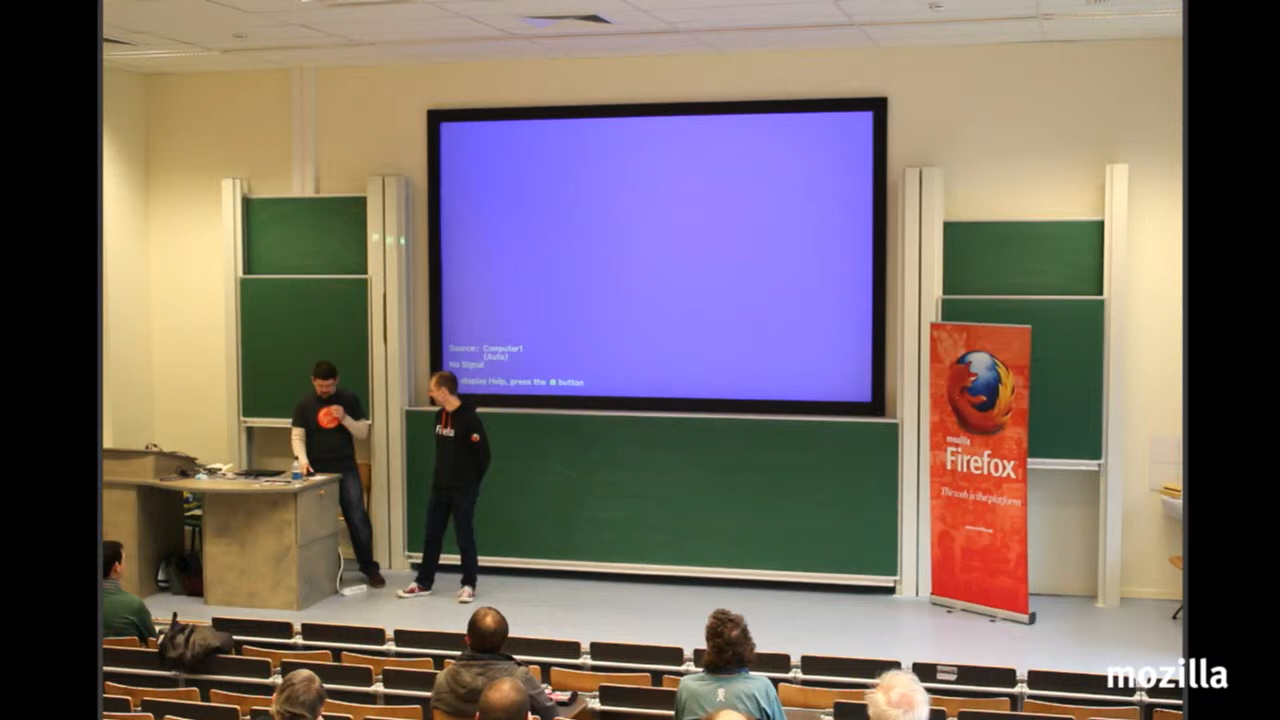 Source: Computer1
(Auto)
No Signal
display Help, press the button
Firefox
mozilla
Firefox
The web is the platform
mozilla